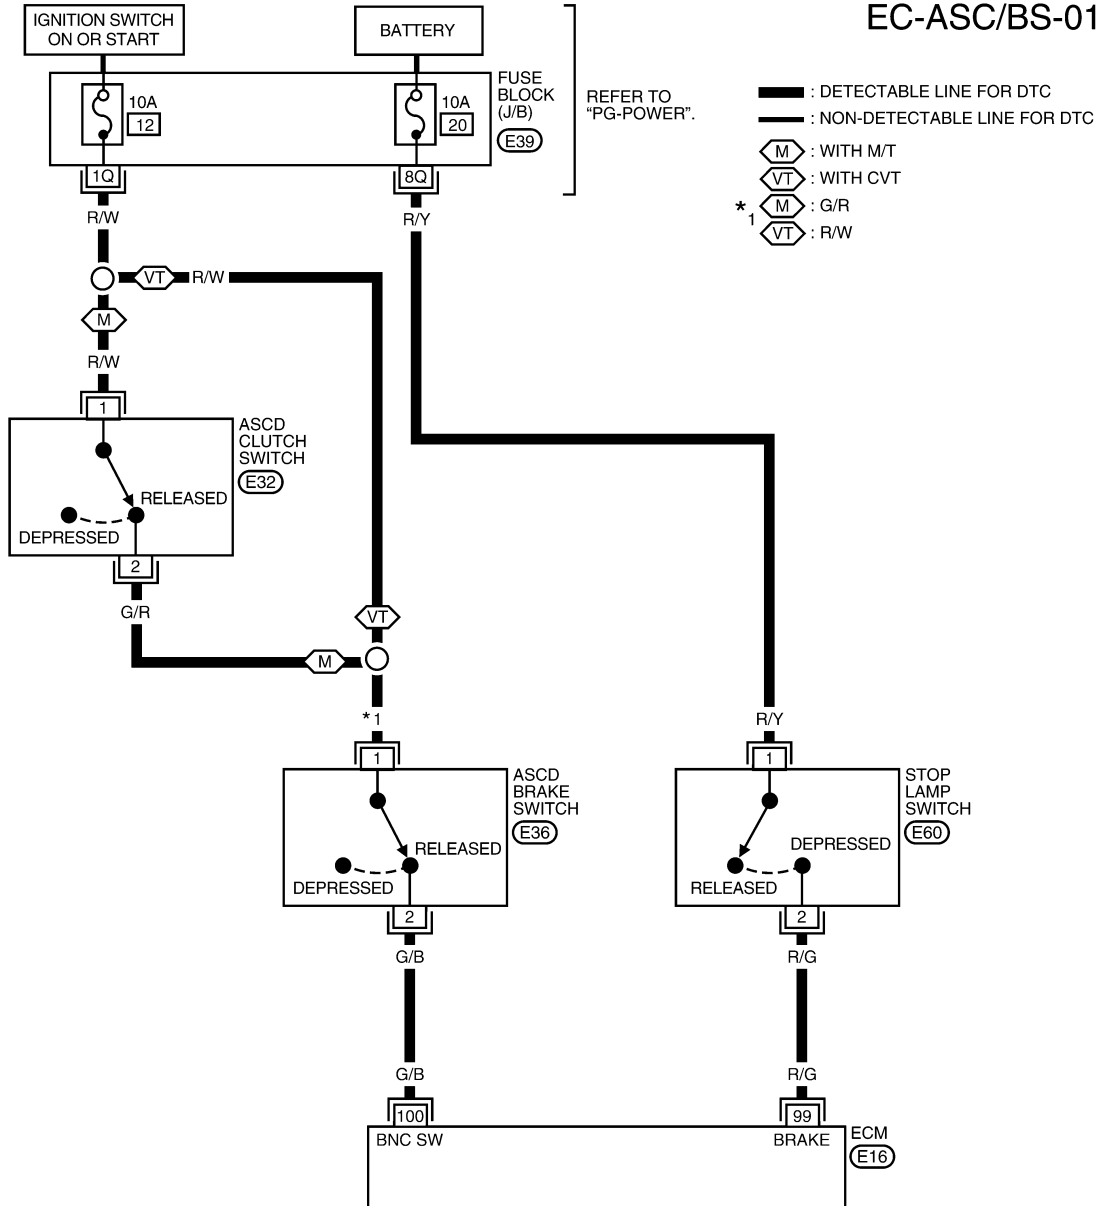 EC-ASC/BS-01
IGNITION SWITCH
ON OR START
BATTERY
FUSE
BLOCK
(J/B)
E39
10A
12
10A
20
REFER TO
"PG-POWER".
: DETECTABLE LINE FOR DTC
: NON-DETECTABLE LINE FOR DTC
M : WITH M/T
VT : WITH CVT
*1 M : G/R
VT : R/W
1Q
8Q
R/W
R/Y
VT
R/W
M
R/W
1
ASCD
CLUTCH
SWITCH
E32
RELEASED
DEPRESSED
2
G/R
VT
M
*1
R/Y
1
1
ASCD
BRAKE
SWITCH
E36
RELEASED
DEPRESSED
STOP
LAMP
SWITCH
E60
DEPRESSED
RELEASED
2
2
G/B
R/G
G/B
R/G
100
99
BNC SW
BRAKE
ECM
E16